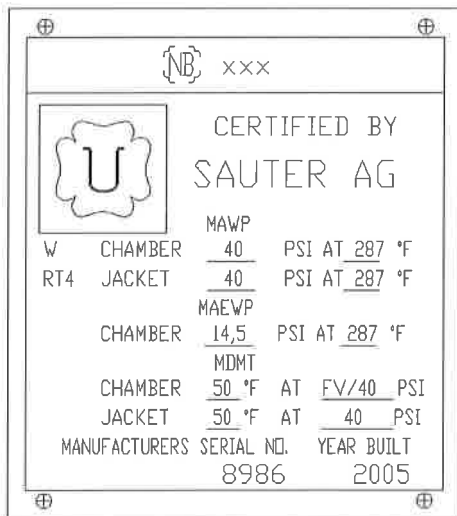 NB XXX
U
CERTIFIED BY
SAUTER AG
MAWP
W CHAMBER 40 PSI AT 287 °F
RT4 JACKET 40 PSI AT 287 °F
MAEWP
CHAMBER 14,5 PSI AT 287 °F
MDMT
CHAMBER 50 °F AT FV/40 PSI
JACKET 50 °F AT 40 PSI
MANUFACTURERS SERIAL NO. YEAR BUILT
8986 2005